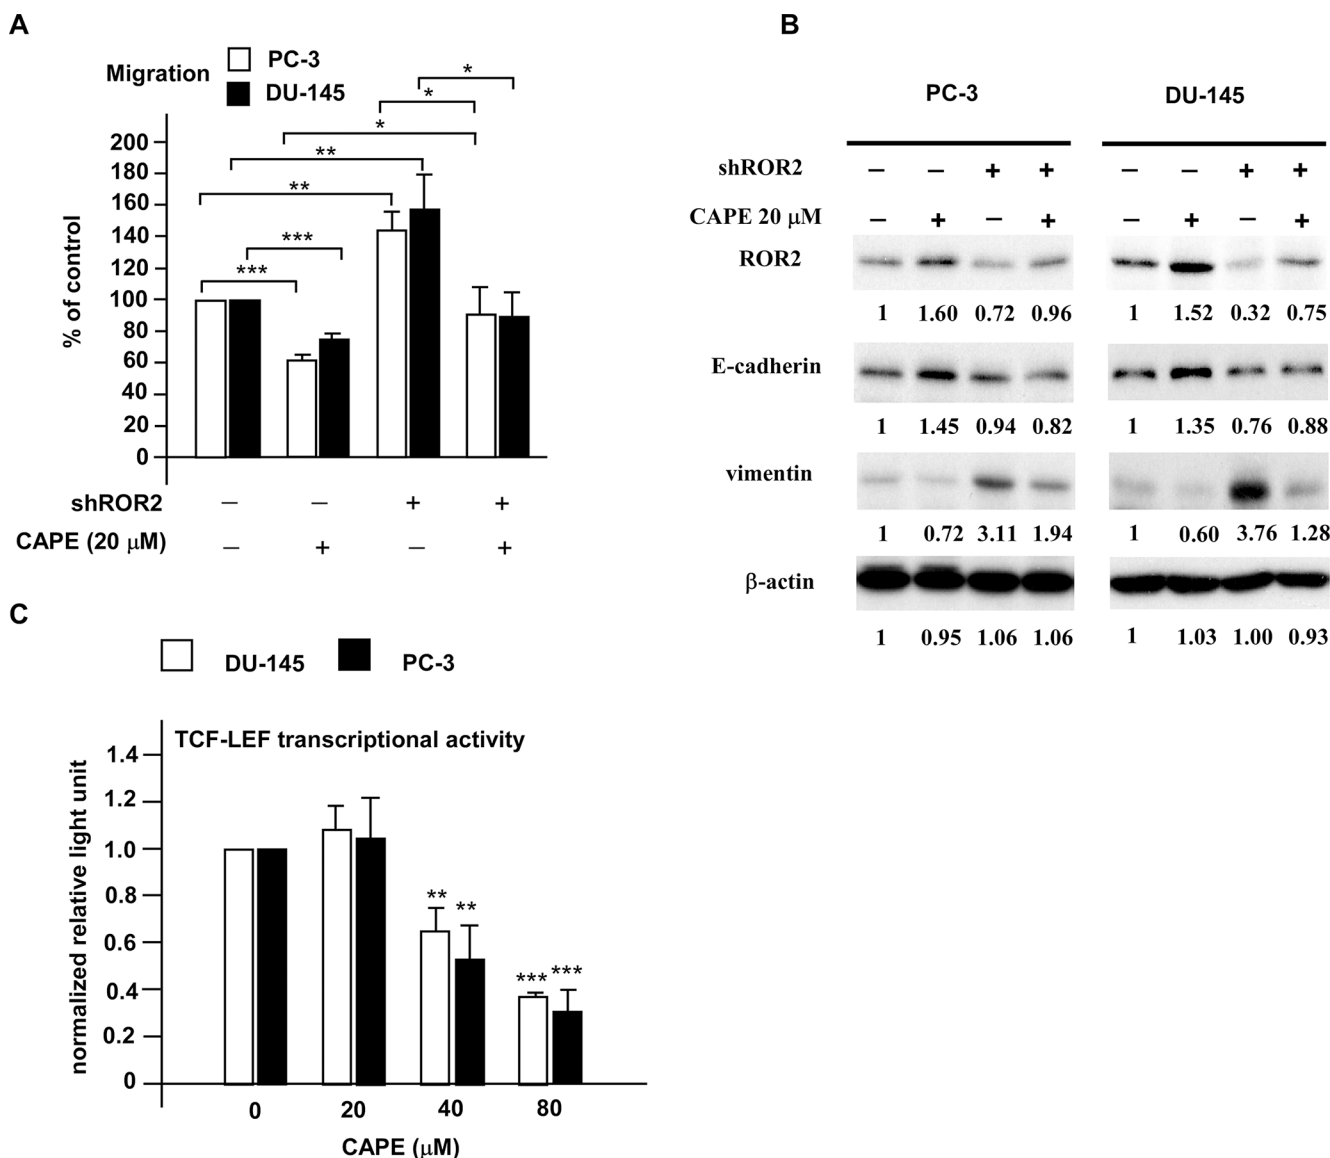 A
Migration
PC-3
DU-145
*
*
*
**
**
***
***
% of control
200
180
160
140
120
100
80
60
40
20
0
shROR2 – – + +
CAPE (20 μM) – + – +
B
PC-3 DU-145
shROR2 – – + + – – + +
CAPE 20 μM – + – + – + – +
ROR2
1 1.60 0.72 0.96 1 1.52 0.32 0.75
E-cadherin
1 1.45 0.94 0.82 1 1.35 0.76 0.88
vimentin
1 0.72 3.11 1.94 1 0.60 3.76 1.28
β-actin
1 0.95 1.06 1.06 1 1.03 1.00 0.93
C
DU-145 PC-3
TCF-LEF transcriptional activity
normalized relative light unit
1.4
1.2
1.0
0.8
0.6
0.4
0.2
0
** **
*** ***
0 20 40 80
CAPE (μM)